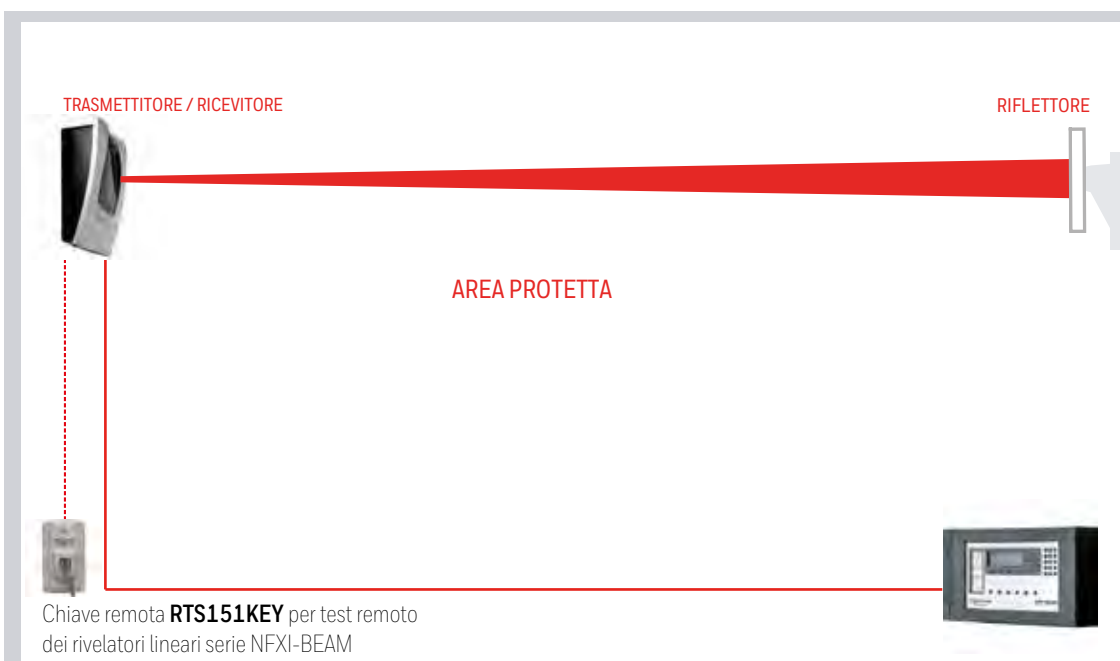 TRASMETTITORE / RICEVITORE
RIFLETTORE
AREA PROTETTA
Chiave remota RTS151KEY per test remoto
dei rivelatori lineari serie NFXI-BEAM